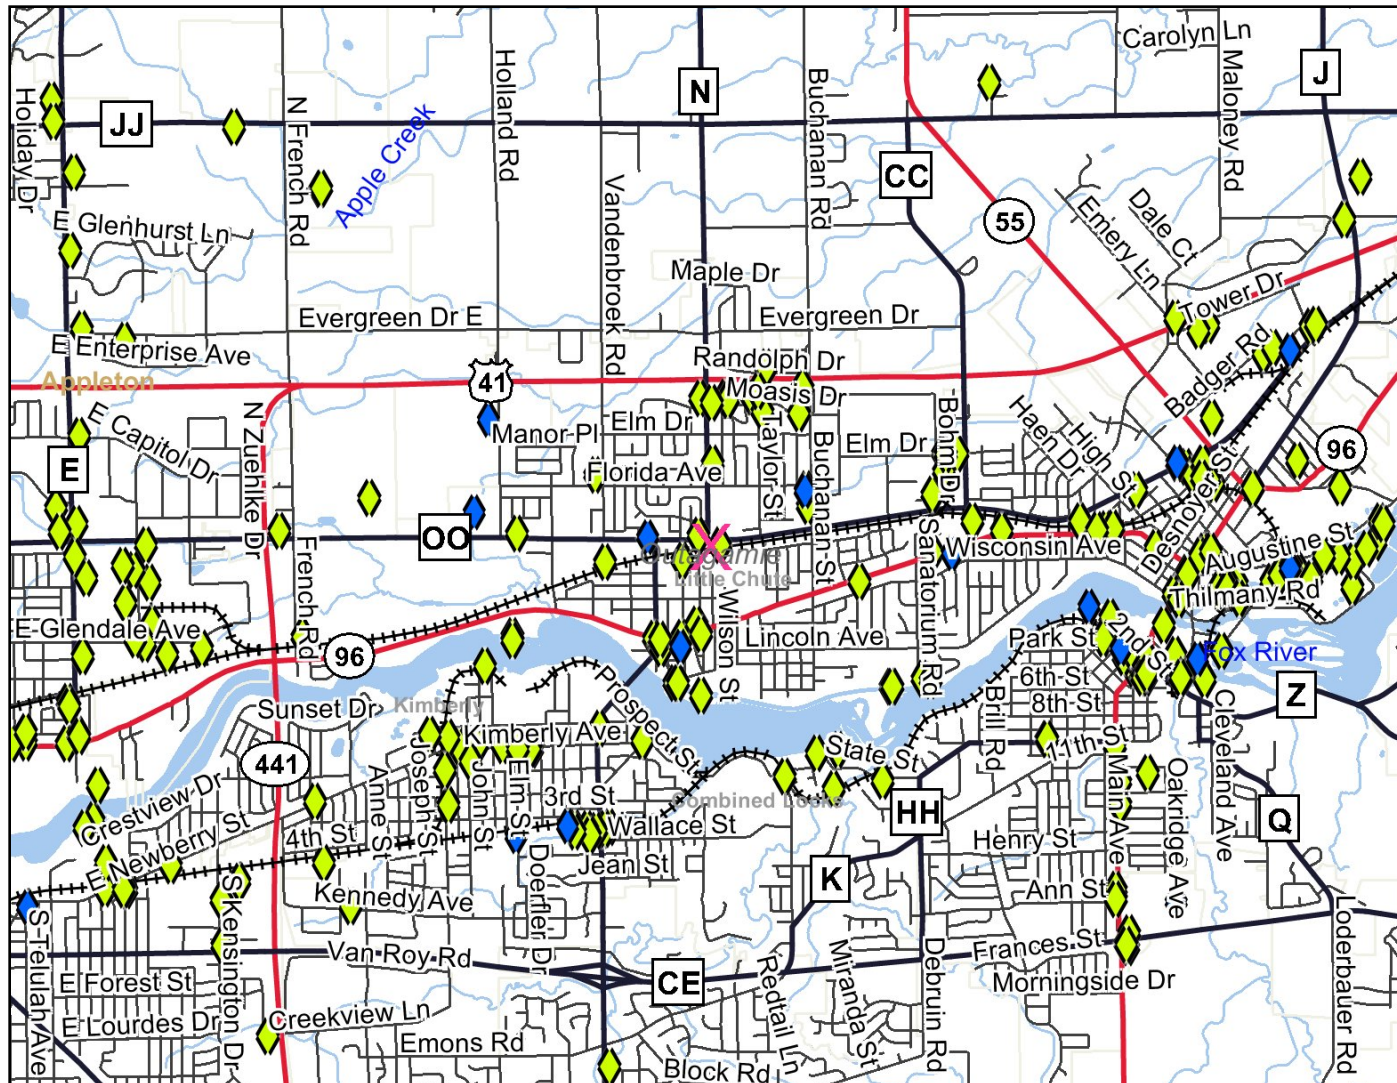 Carolyn Ln
J
N
Holiday Dr
JJ
N French Rd
Apple Creek
Holland Rd
Buchanan Rd
CC
Maloney Rd
Vandenbroek Rd
55
Emery Ln
Dale Ct
E Glenhurst Ln
Maple Dr
Tower Dr
Evergreen Dr E
Evergreen Dr
E Enterprise Ave
Randolph Dr
Badger Rd
Appleton
41
Moasis Dr
E Capitol Dr
N Zuehlke Dr
Manor Pl
Elm Dr
Taylor St
Buchanan St
Elm Dr
Bohm Dr
Haen Dr
High St
96
E
Florida Ave
Desnoyer St
OO
French Rd
Outagamie
Little Chute
Wisconsin Ave
Augustine St
Thilmany Rd
E Glendale Ave
96
Wilson St
Lincoln Ave
Sanatorium Rd
Park St
2nd St
Fox River
6th St
8th St
Z
Sunset Dr
Kimberly
Prospect St
Brill Rd
Cleveland Ave
Kimberly Ave
State St
11th St
441
Anne St
Joseph St
John St
Elm St
Main Ave
Oakridge Ave
Crestview Dr
3rd St
Combined Locks
HH
Q
E Newberry St
4th St
Wallace St
Henry St
Jean St
K
Ann St
S Telulah Ave
S Kensington Dr
Kennedy Ave
Doerfler Dr
Loderbauer Rd
Van Roy Rd
Frances St
CE
Redtail Ln
Miranda St
Debruin Rd
Morningside Dr
E Forest St
E Lourdes Dr
Creekview Ln
Emons Rd
Block Rd